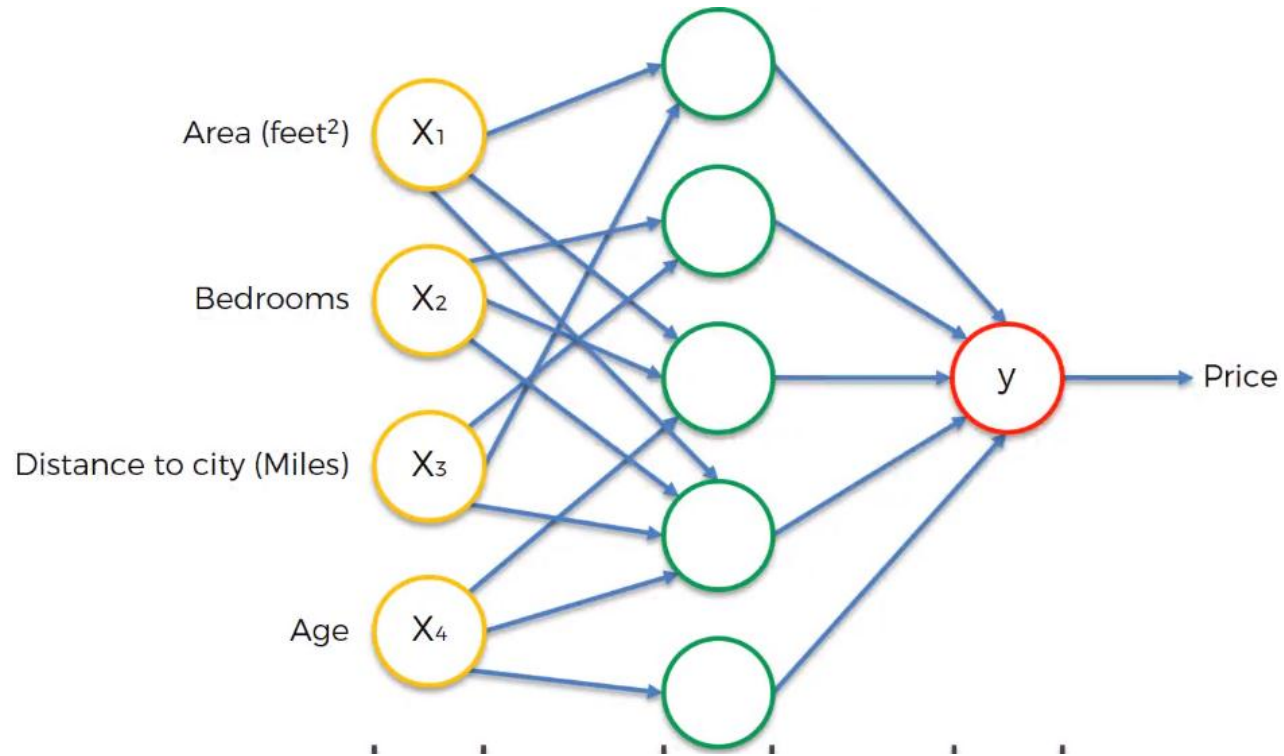 Area (feet²)
X₁
Bedrooms
X₂
Distance to city (Miles)
X₃
Age
X₄
y
Price